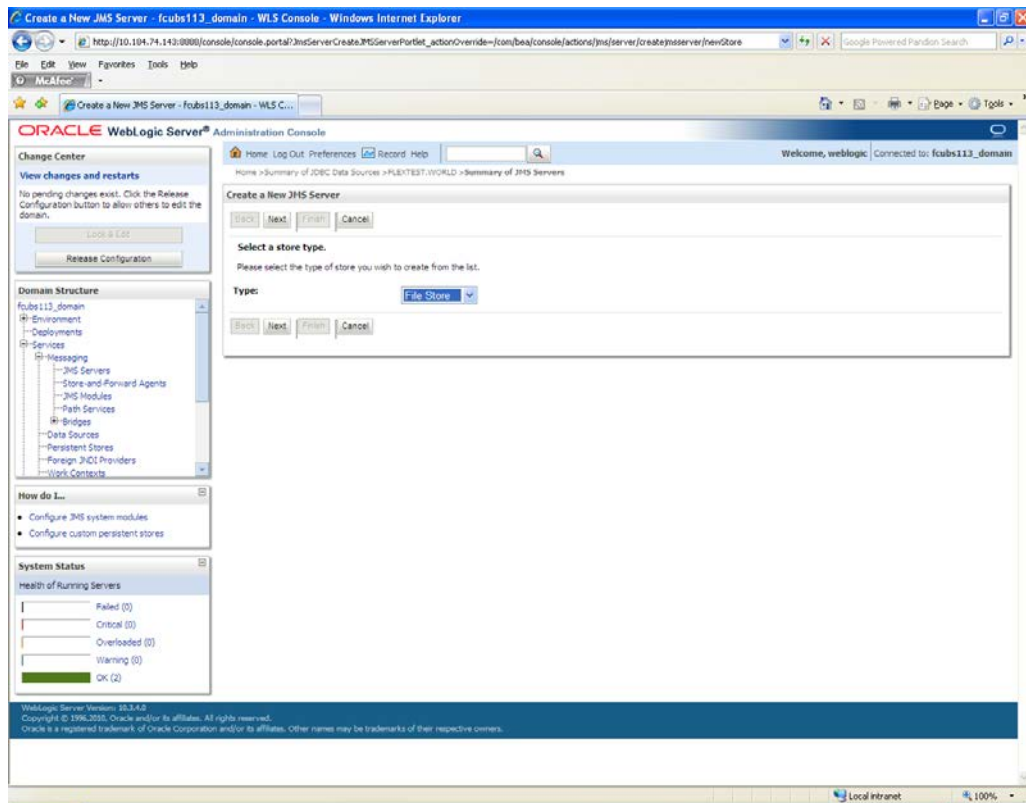 Create a New JMS Server - fcubs113_domain - WLS Console - Windows Internet Explorer
http://10.184.74.143:8888/console/console.portal?JmsServerCreateJMSServerPortlet_actionOverride=/com/bea/console/actions/jms/server/createjmsserver/newStore
Google Powered Pandion Search
File Edit View Favorites Tools Help
McAfee
Create a New JMS Server - fcubs113_domain - WLS C...
Page Tools
ORACLE WebLogic Server® Administration Console
Change Center
View changes and restarts
No pending changes exist. Click the Release
Configuration button to allow others to edit the
domain.
Lock & Edit
Release Configuration
Domain Structure
fcubs113_domain
Environment
Deployments
Services
Messaging
JMS Servers
Store-and-Forward Agents
JMS Modules
Path Services
Bridges
Data Sources
Persistent Stores
Foreign JNDI Providers
Work Contexts
How do I...
Configure JMS system modules
Configure custom persistent stores
System Status
Health of Running Servers
Failed (0)
Critical (0)
Overloaded (0)
Warning (0)
OK (2)
Home Log Out Preferences Record Help
Welcome, weblogic Connected to: fcubs113_domain
Home >Summary of JDBC Data Sources >FLEXTEST.WORLD >Summary of JMS Servers
Create a New JMS Server
Back Next Finish Cancel
Select a store type.
Please select the type of store you wish to create from the list.
Type: File Store
Back Next Finish Cancel
WebLogic Server Version: 10.3.4.0
Copyright © 1996,2010, Oracle and/or its affiliates. All rights reserved.
Oracle is a registered trademark of Oracle Corporation and/or its affiliates. Other names may be trademarks of their respective owners.
Local intranet 100%